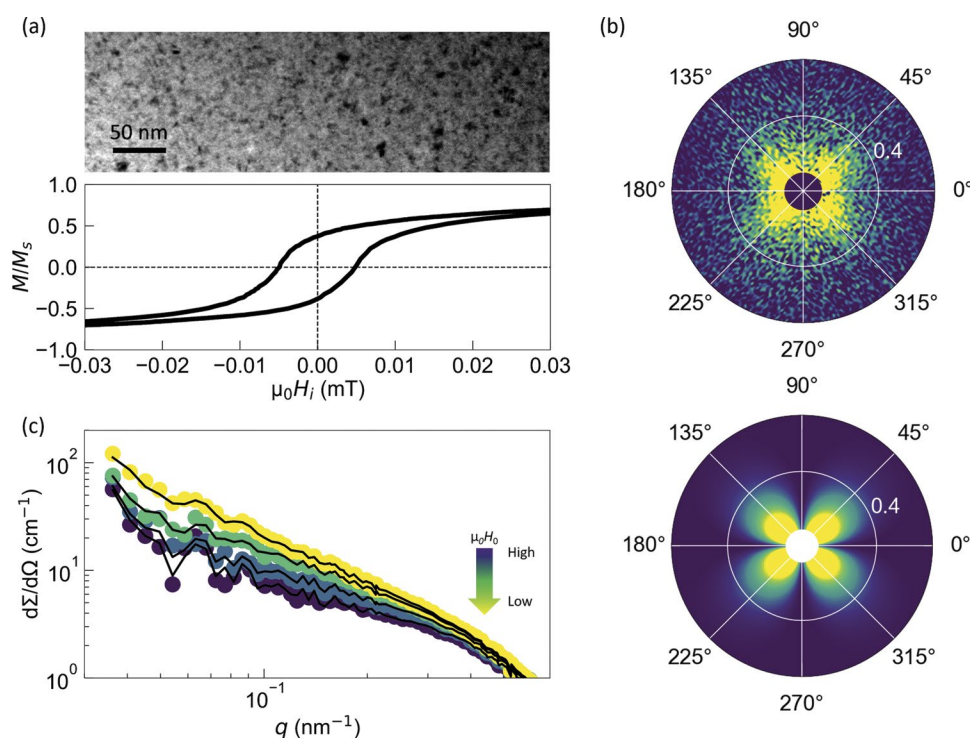 (a)
50 nm
1.0
0.5
0.0
−0.5
−1.0
M/Mₛ
−0.03 −0.02 −0.01 0.00 0.01 0.02 0.03
μ₀Hᵢ (mT)
(b)
90°
135° 45°
0.4
180° 0°
225° 315°
270°
(c)
10²
10¹
10⁰
dΣ/dΩ (cm⁻¹)
μ₀H₀
High
Low
10⁻¹
q (nm⁻¹)
90°
135° 45°
0.4
180° 0°
225° 315°
270°